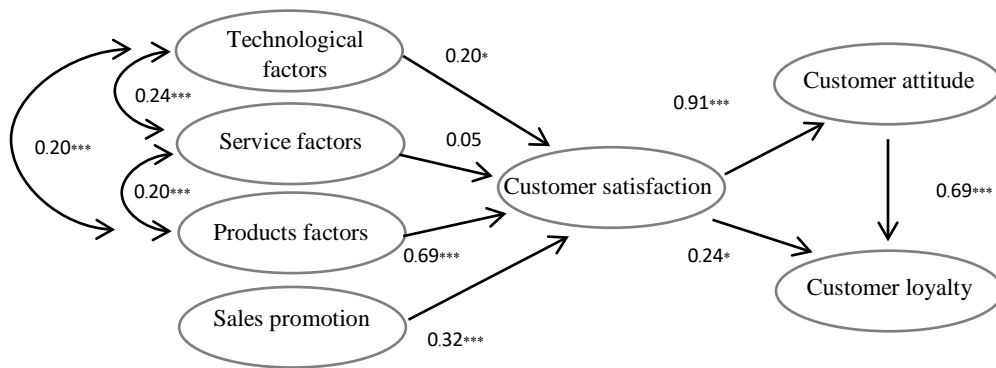 Technological
factors
0.20*
Customer attitude
0.24***
0.91***
Service factors
0.05
0.20***
Customer satisfaction
0.20***
0.69***
Products factors
0.69***
0.24*
Customer loyalty
Sales promotion
0.32***